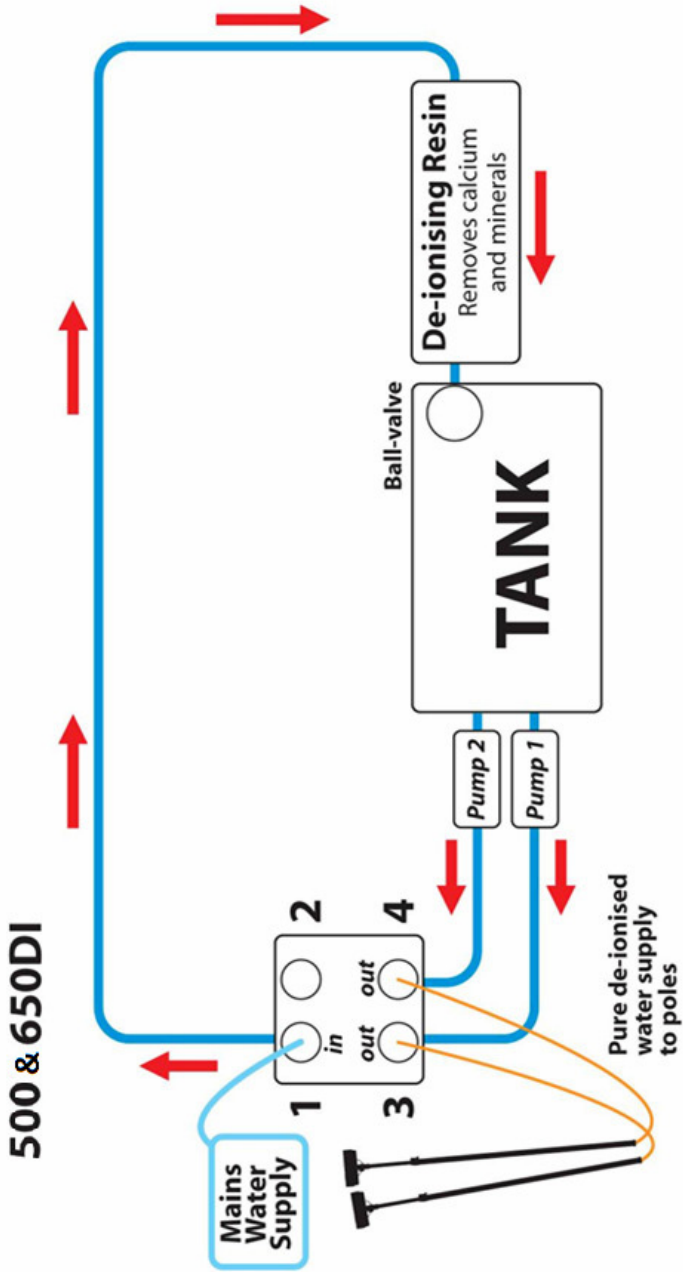 500 & 650DI
Mains
Water
Supply
1
2
in
3
4
out
out
Pump 2
Pump 1
Ball-valve
TANK
De-ionising Resin
Removes calcium
and minerals
Pure de-ionised
water supply
to poles